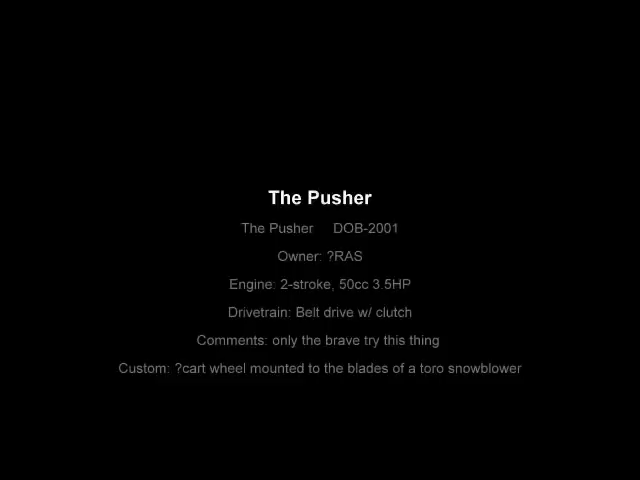 The Pusher
The Pusher DOB-2001
Owner: ?RAS
Engine: 2-stroke, 50cc 3.5HP
Drivetrain: Belt drive w/ clutch
Comments: only the brave try this thing
Custom: ?cart wheel mounted to the blades of a toro snowblower